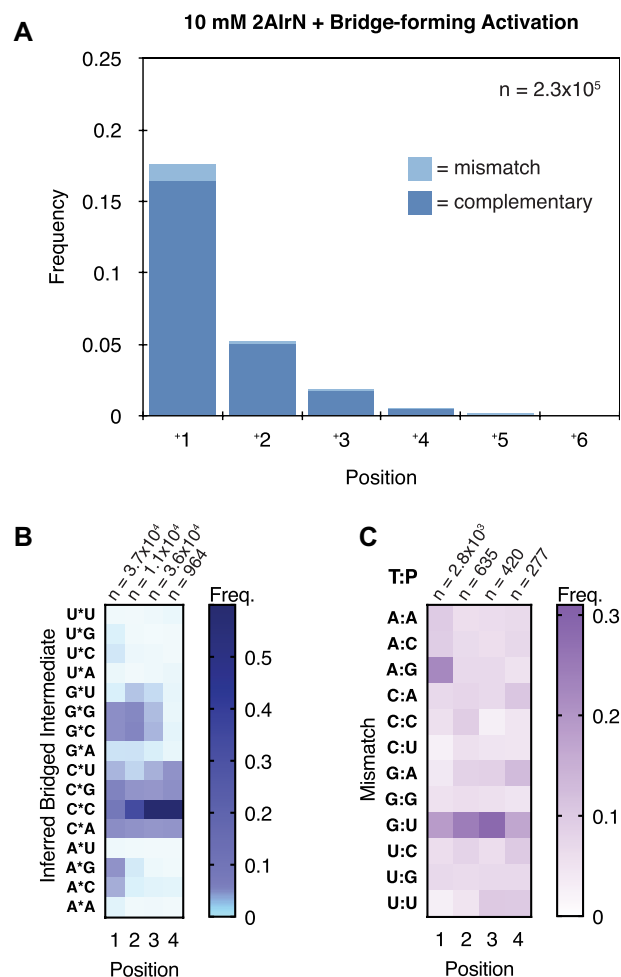 A
10 mM 2AIrN + Bridge-forming Activation
0.25
0.2
0.15
0.1
0.05
0
Frequency
n = 2.3x10⁵
= mismatch
= complementary
+1 +2 +3 +4 +5 +6
Position
B
n = 3.7x10⁴
n = 1.1x10⁴
n = 3.6x10⁴
n = 964
Freq.
Inferred Bridged Intermediate
U*U
U*G
U*C
U*A
G*U
G*G
G*C
G*A
C*U
C*G
C*C
C*A
A*U
A*G
A*C
A*A
0.5
0.4
0.3
0.2
0.1
0
1 2 3 4
Position
C
T:P
n = 2.8x10³
n = 635
n = 420
n = 277
Freq.
Mismatch
A:A
A:C
A:G
C:A
C:C
C:U
G:A
G:G
G:U
U:C
U:G
U:U
0.3
0.2
0.1
0
1 2 3 4
Position